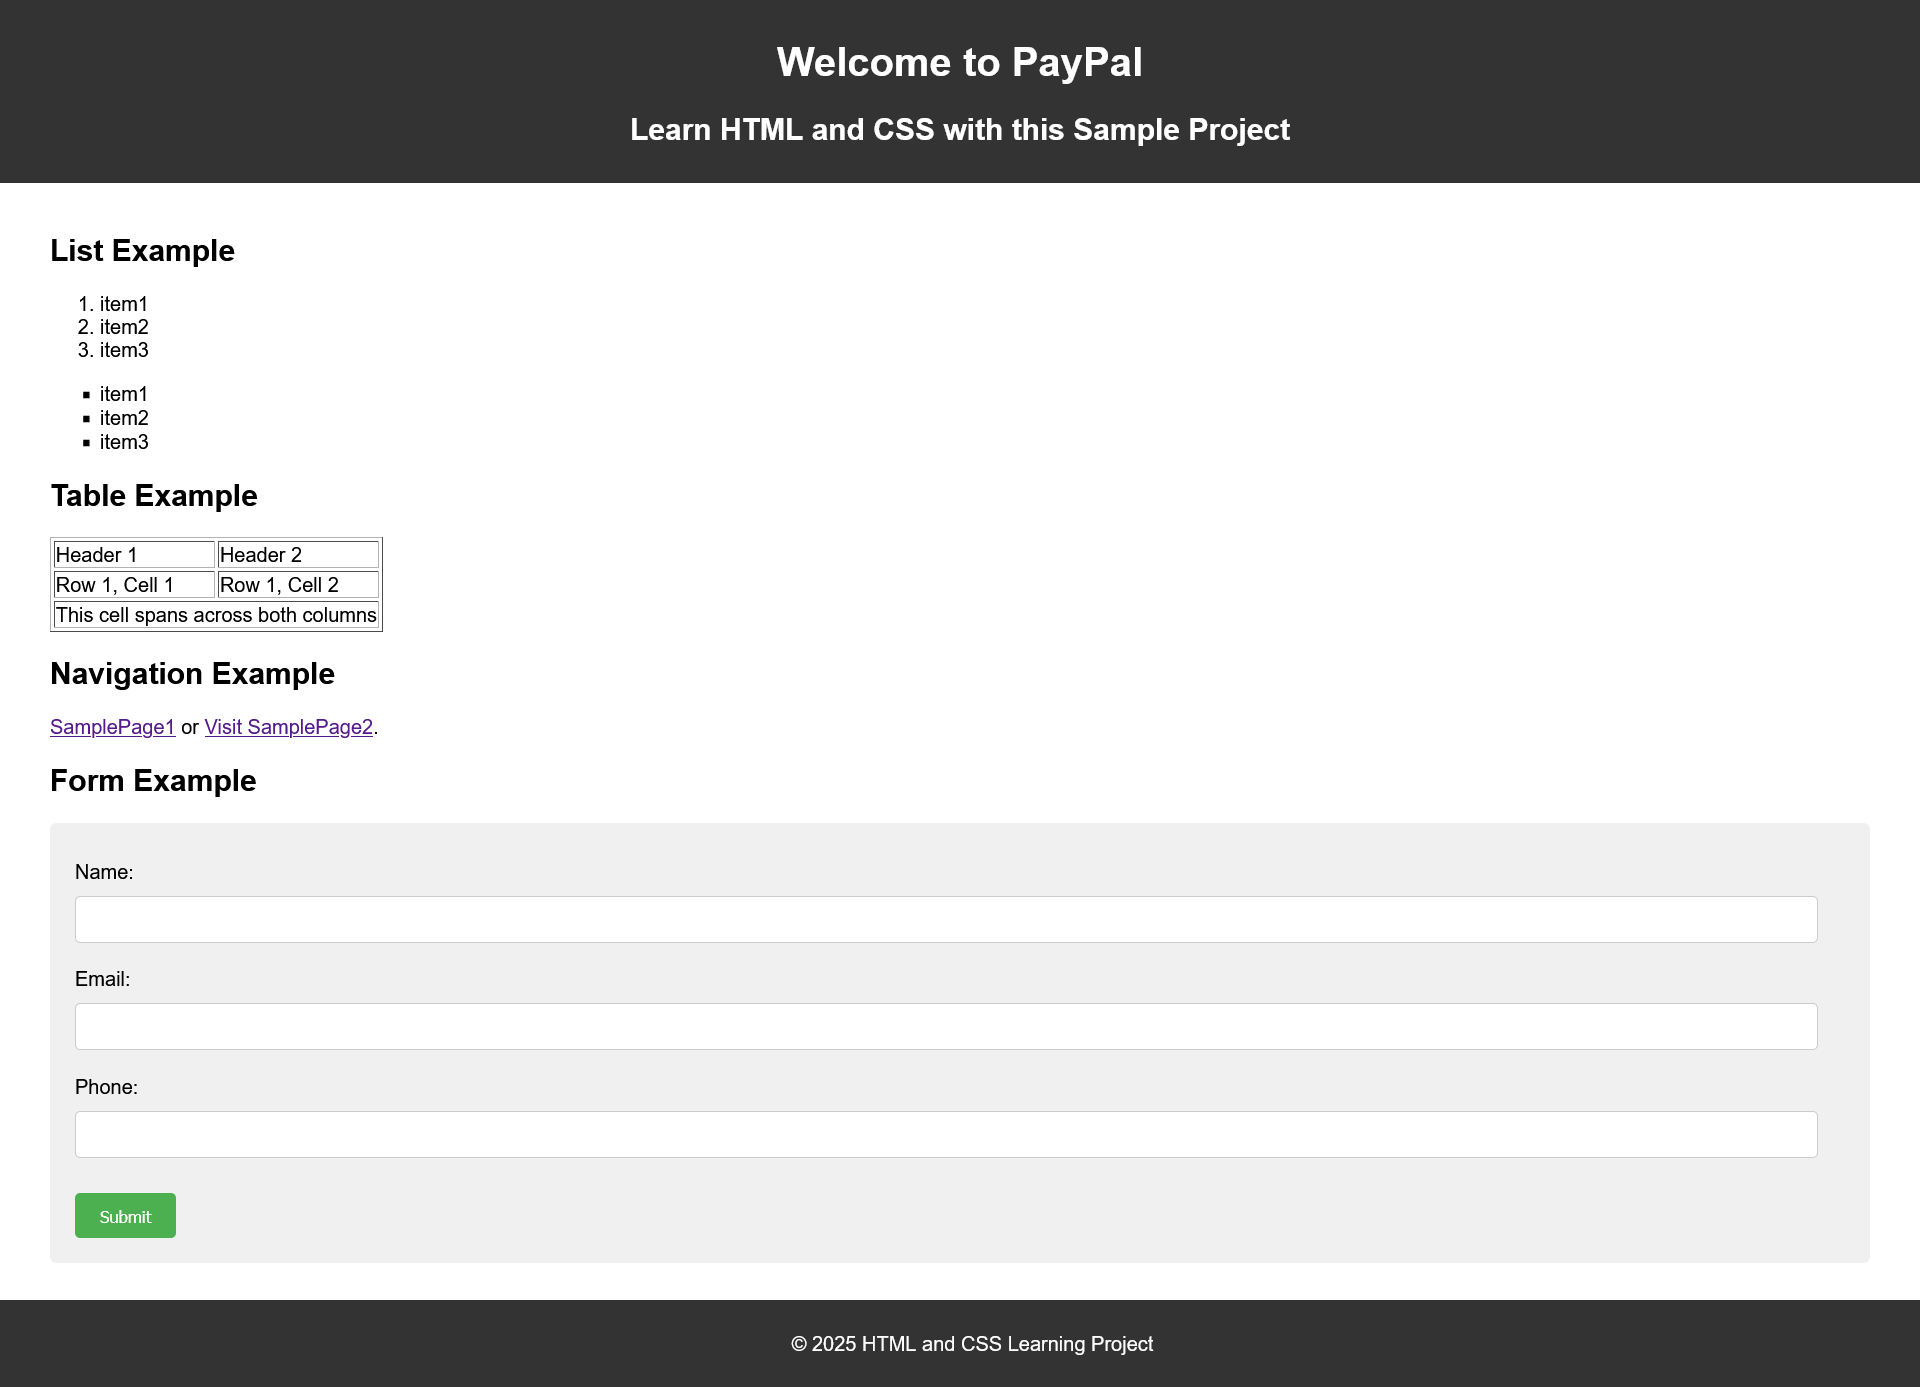 Welcome to PayPal
Learn HTML and CSS with this Sample Project
List Example
1. item1
2. item2
3. item3
▪ item1
▪ item2
▪ item3
Table Example
Header 1 Header 2
Row 1, Cell 1 Row 1, Cell 2
This cell spans across both columns
Navigation Example
SamplePage1 or Visit SamplePage2.
Form Example
Name:
Email:
Phone:
Submit
© 2025 HTML and CSS Learning Project